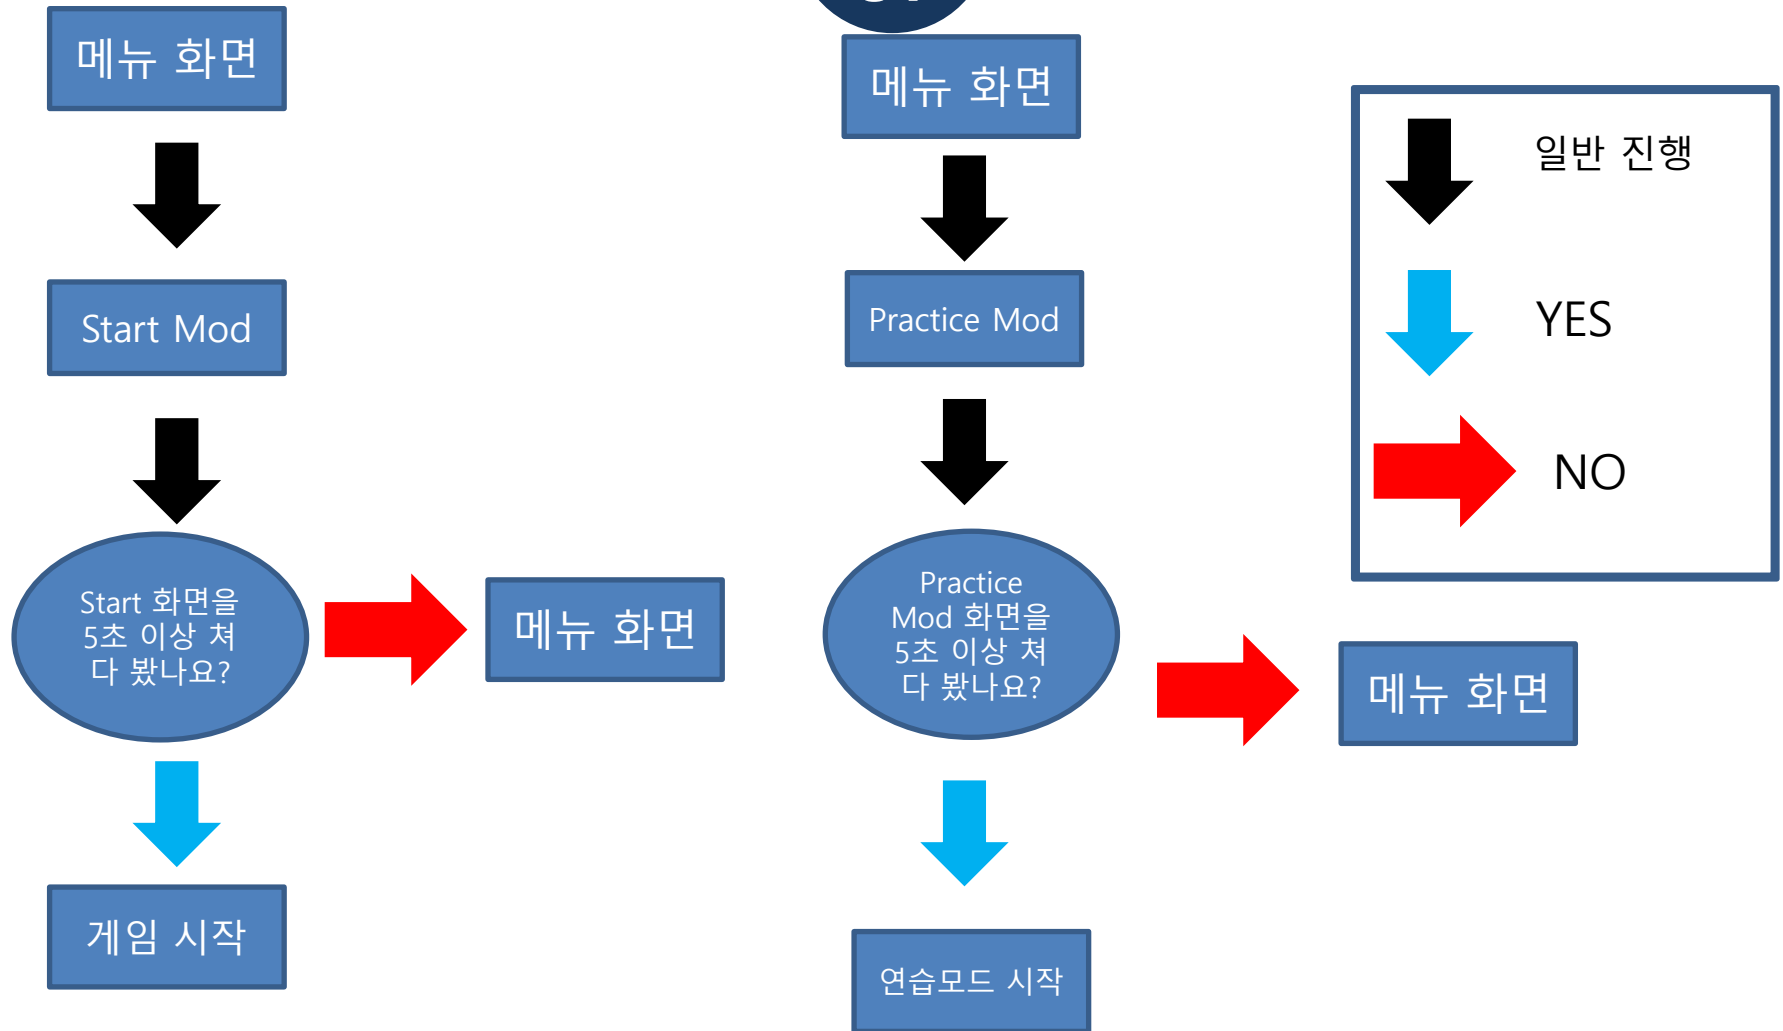 메뉴 화면
Start Mod
Start 화면을
5초 이상 쳐
다 봤나요?
메뉴 화면
게임 시작
메뉴 화면
Practice Mod
Practice
Mod 화면을
5초 이상 쳐
다 봤나요?
메뉴 화면
연습모드 시작
일반 진행
YES
NO